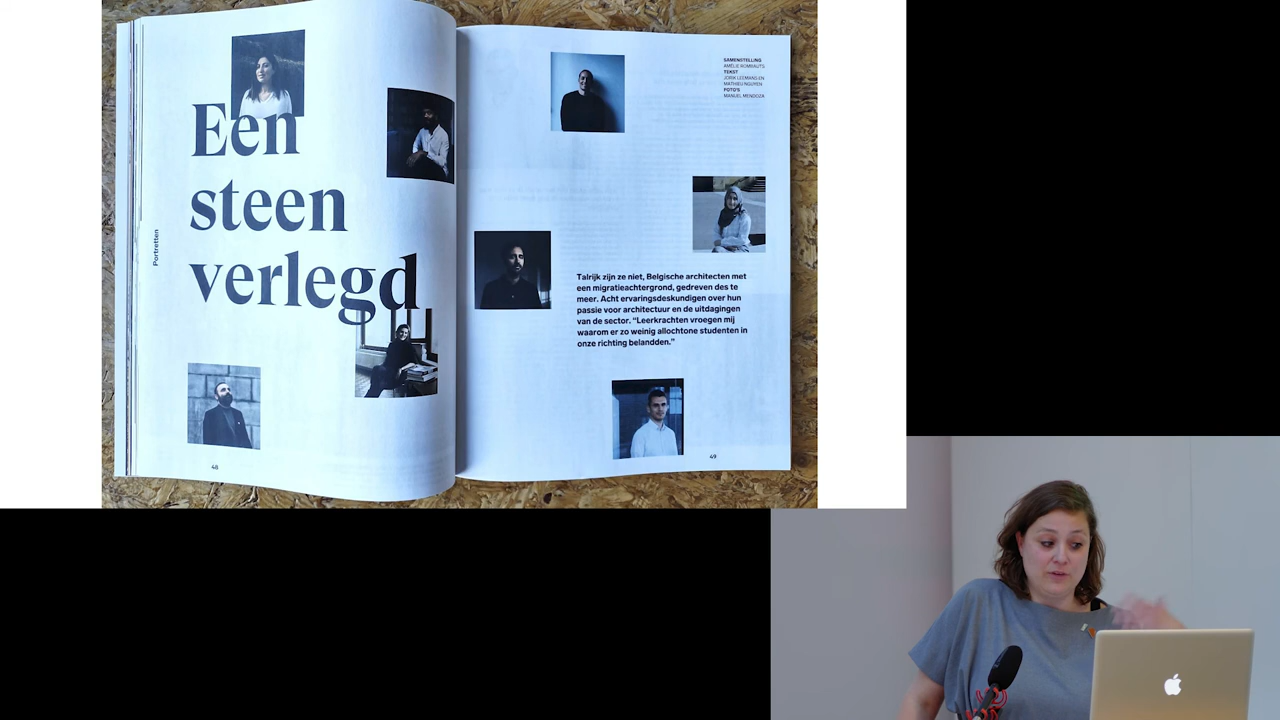 Een
steen
verlegd
Portretten
48
SAMENSTELLING
AMÉLIE ROMBAUTS
TEKST
JORIK LEEMANS EN
MATHIEU NGUYEN
FOTO'S
MANUEL MENDOZA
Talrijk zijn ze niet, Belgische architecten met
een migratieachtergrond, gedreven des te
meer. Acht ervaringsdeskundigen over hun
passie voor architectuur en de uitdagingen
van de sector. “Leerkrachten vroegen mij
waarom er zo weinig allochtone studenten in
onze richting belandden.”
49